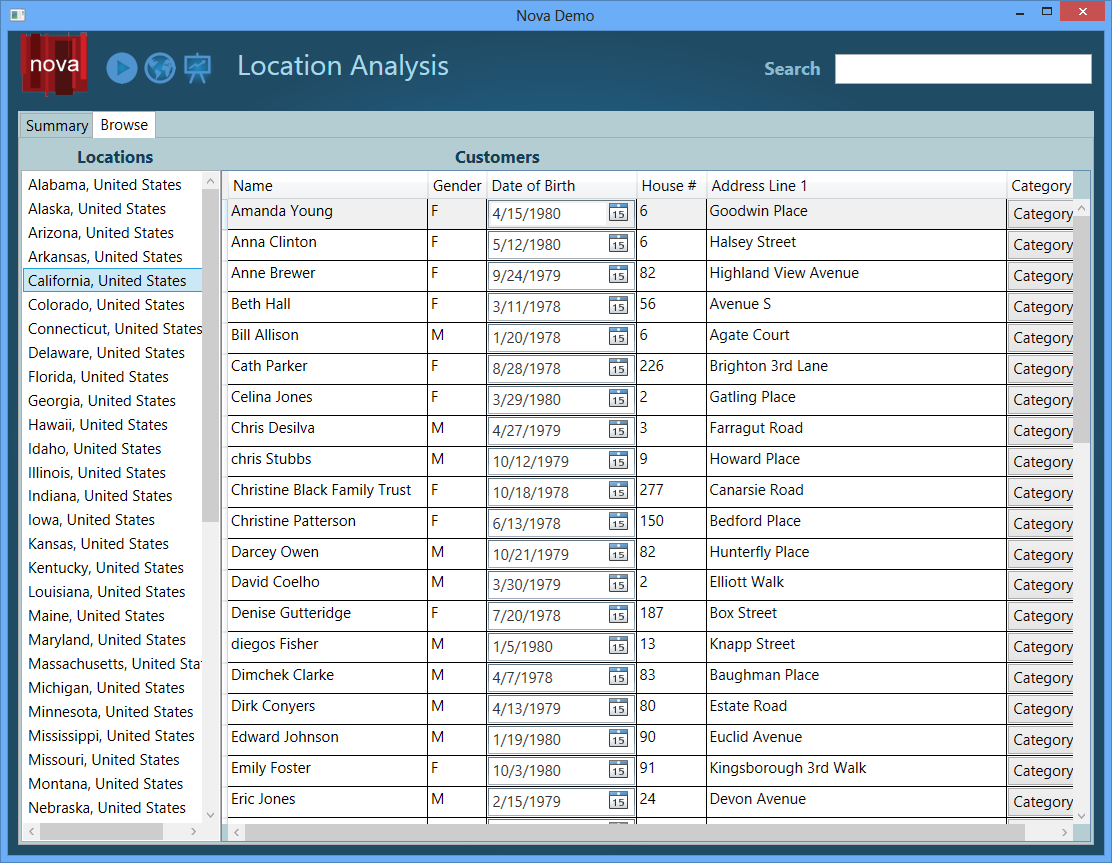 Nova Demo
nova
Location Analysis
Search
Summary Browse
Locations
Customers
Alabama, United States
Alaska, United States
Arizona, United States
Arkansas, United States
California, United States
Colorado, United States
Connecticut, United States
Delaware, United States
Florida, United States
Georgia, United States
Hawaii, United States
Idaho, United States
Illinois, United States
Indiana, United States
Iowa, United States
Kansas, United States
Kentucky, United States
Louisiana, United States
Maine, United States
Maryland, United States
Massachusetts, United Sta
Michigan, United States
Minnesota, United States
Mississippi, United States
Missouri, United States
Montana, United States
Nebraska, United States
Name Gender Date of Birth House # Address Line 1 Category
Amanda Young F 4/15/1980 15 6 Goodwin Place Category
Anna Clinton F 5/12/1980 15 6 Halsey Street Category
Anne Brewer F 9/24/1979 15 82 Highland View Avenue Category
Beth Hall F 3/11/1978 15 56 Avenue S Category
Bill Allison M 1/20/1978 15 6 Agate Court Category
Cath Parker F 8/28/1978 15 226 Brighton 3rd Lane Category
Celina Jones F 3/29/1980 15 2 Gatling Place Category
Chris Desilva M 4/27/1979 15 3 Farragut Road Category
chris Stubbs M 10/12/1979 15 9 Howard Place Category
Christine Black Family Trust F 10/18/1978 15 277 Canarsie Road Category
Christine Patterson F 6/13/1978 15 150 Bedford Place Category
Darcey Owen M 10/21/1979 15 82 Hunterfly Place Category
David Coelho M 3/30/1979 15 2 Elliott Walk Category
Denise Gutteridge F 7/20/1978 15 187 Box Street Category
diegos Fisher M 1/5/1980 15 13 Knapp Street Category
Dimchek Clarke M 4/7/1978 15 83 Baughman Place Category
Dirk Conyers M 4/13/1979 15 80 Estate Road Category
Edward Johnson M 1/19/1980 15 90 Euclid Avenue Category
Emily Foster F 10/3/1980 15 91 Kingsborough 3rd Walk Category
Eric Jones M 2/15/1979 15 24 Devon Avenue Category